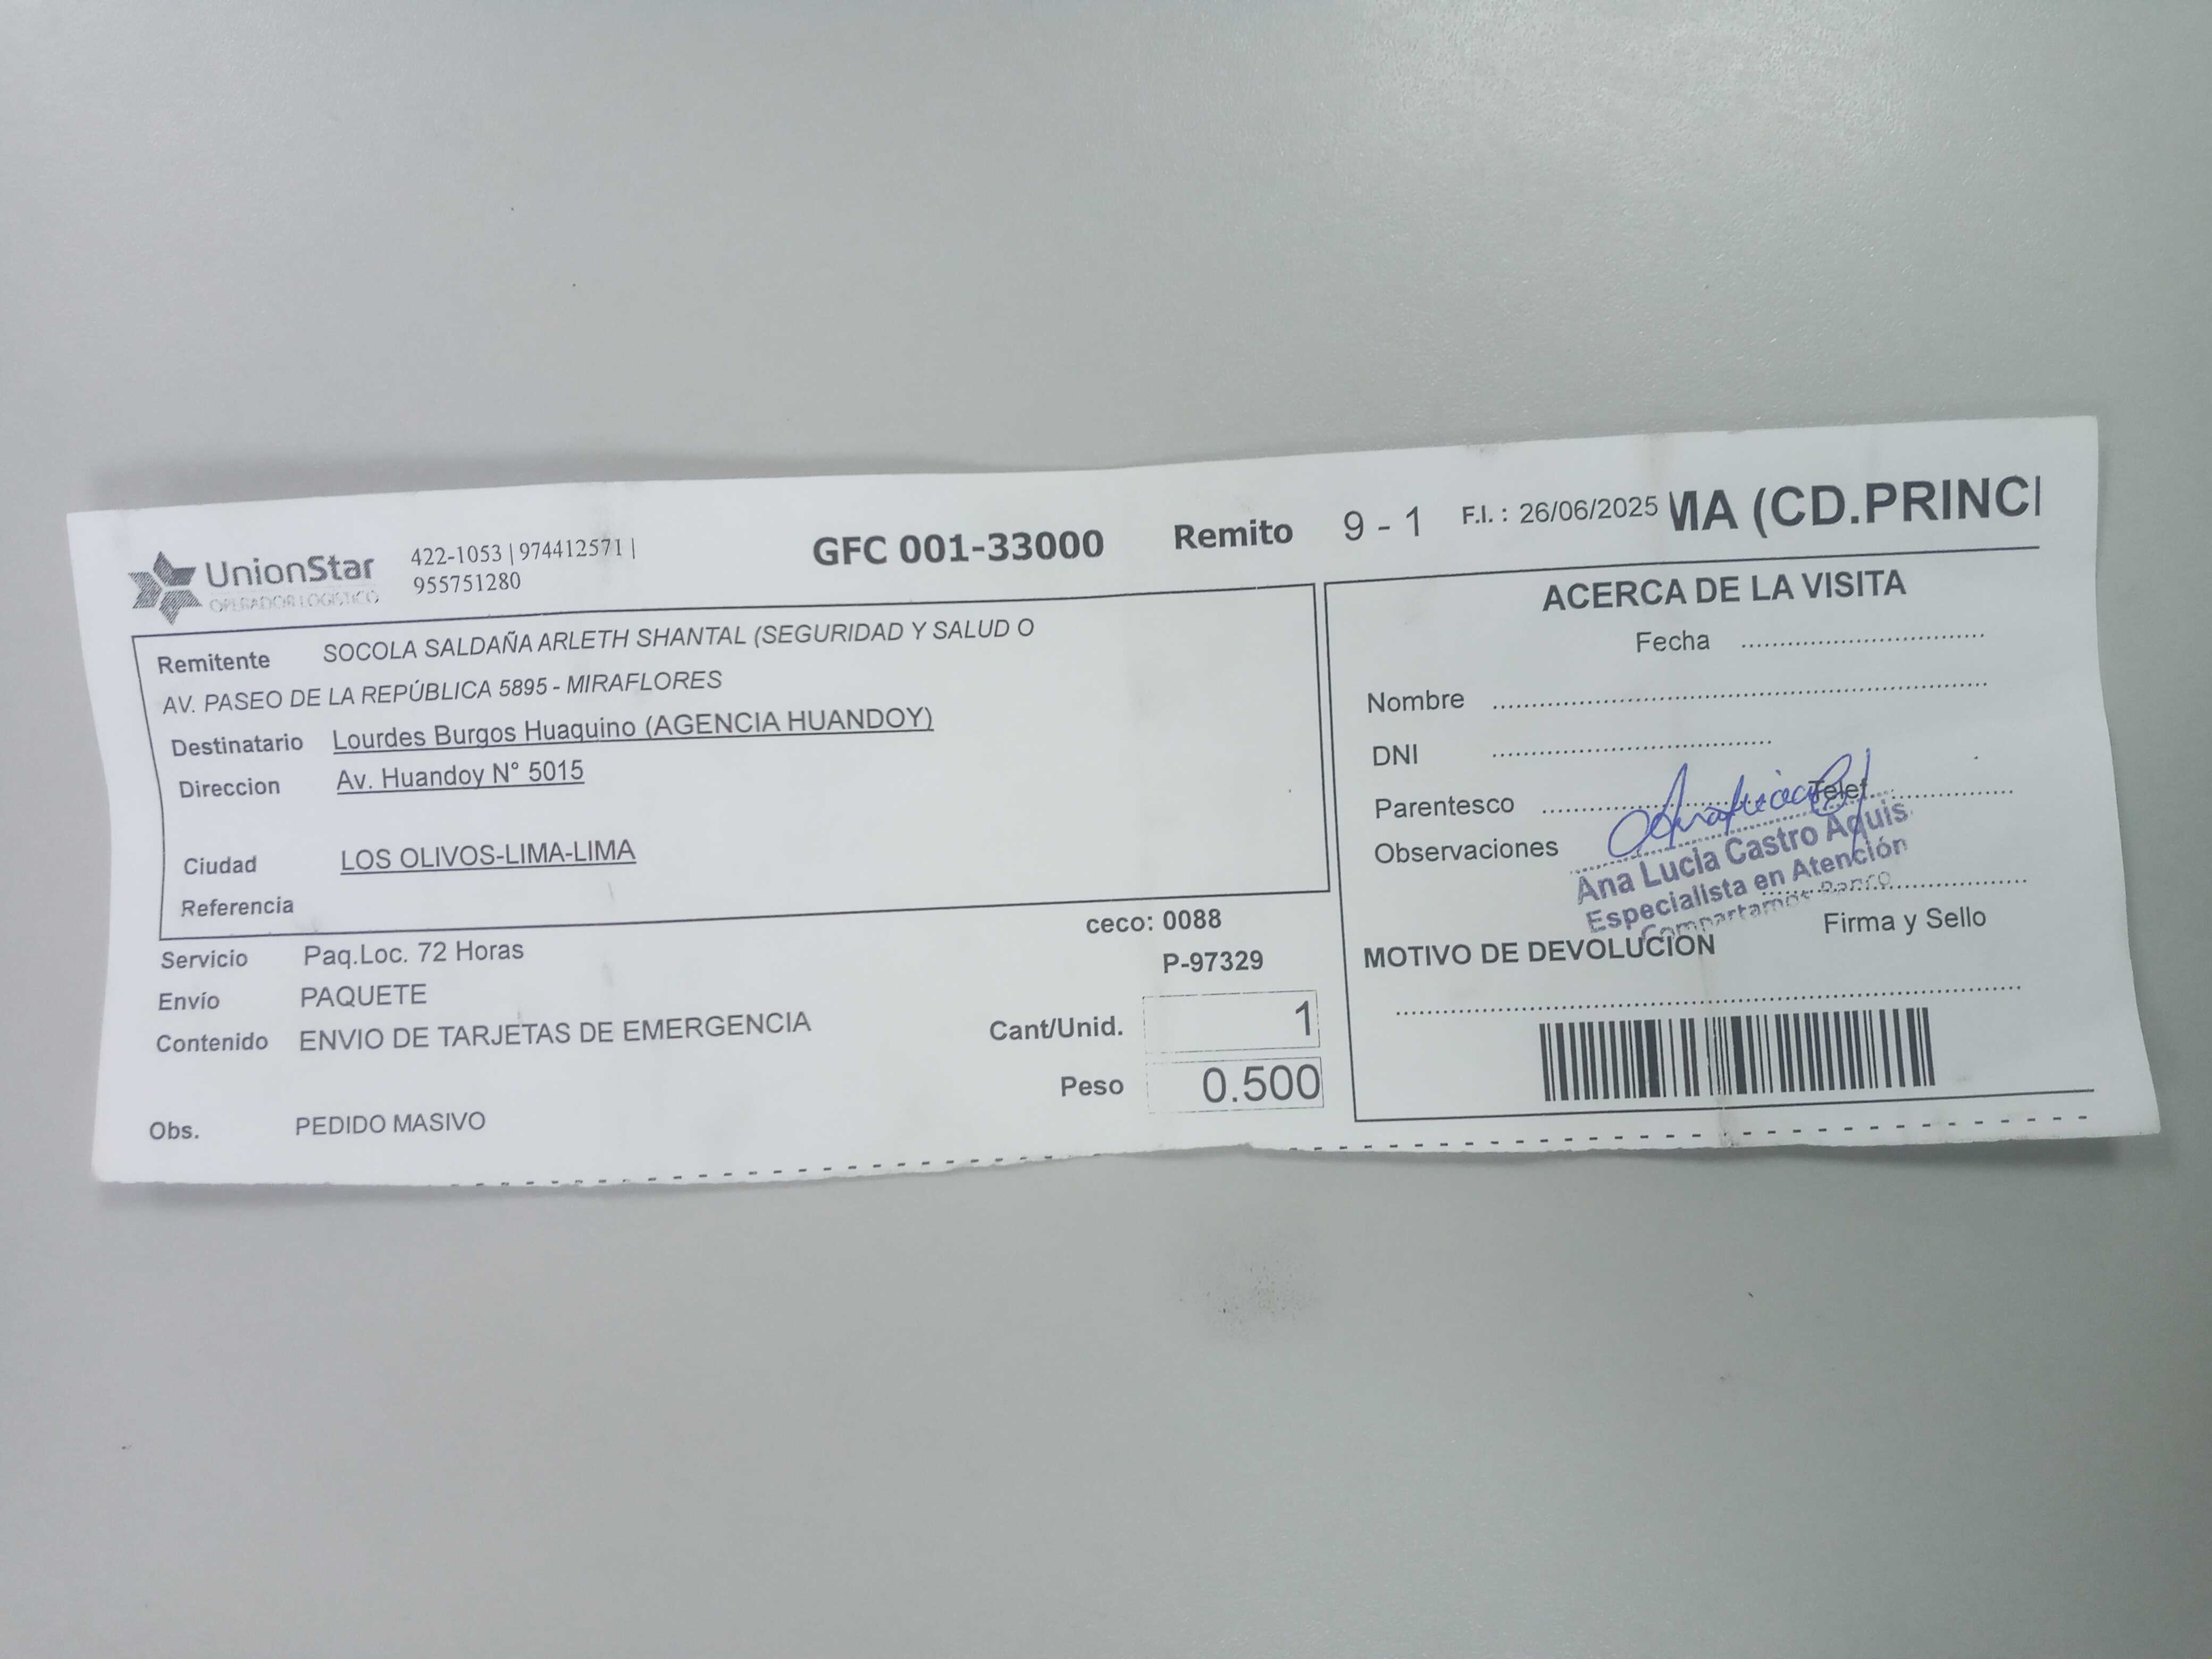 UnionStar
OPERADOR LOGÍSTICO
422-1053 | 974412571 |
955751280
GFC 001-33000
Remito 9 - 1
F.I. : 26/06/2025
MA (CD.PRINCI
Remitente SOCOLA SALDAÑA ARLETH SHANTAL (SEGURIDAD Y SALUD O
AV. PASEO DE LA REPÚBLICA 5895 - MIRAFLORES
Destinatario Lourdes Burgos Huaquino (AGENCIA HUANDOY)
Direccion Av. Huandoy N° 5015
Ciudad LOS OLIVOS-LIMA-LIMA
Referencia
ceco: 0088
Servicio Paq.Loc. 72 Horas
P-97329
Envío PAQUETE
Contenido ENVIO DE TARJETAS DE EMERGENCIA
Cant/Unid. 1
Peso 0.500
Obs. PEDIDO MASIVO
ACERCA DE LA VISITA
Fecha
Nombre
DNI
Parentesco Telef
Observaciones
Ana Lucia Castro Aquis
Especialista en Atención
Compartamos Banco
Firma y Sello
MOTIVO DE DEVOLUCIÓN